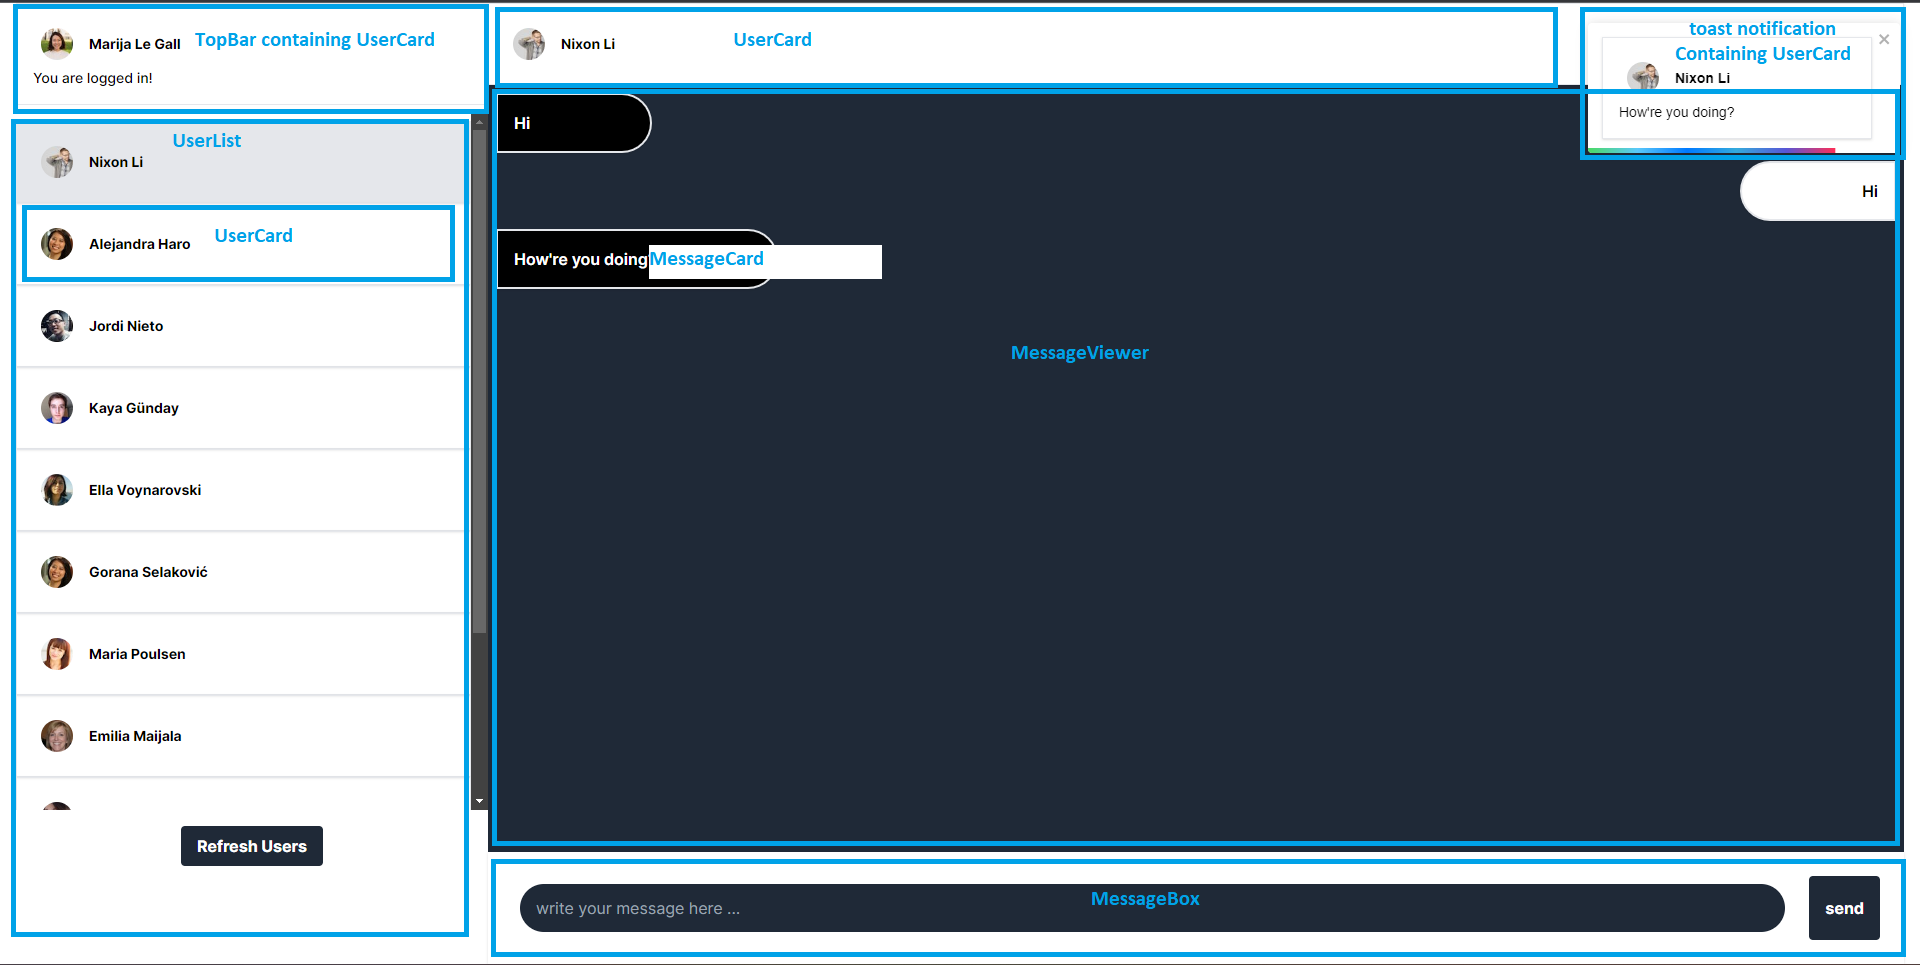 Marija Le Gall
TopBar containing UserCard
You are logged in!
UserList
Nixon Li
Alejandra Haro
UserCard
Jordi Nieto
Kaya Günday
Ella Voynarovski
Gorana Selaković
Maria Poulsen
Emilia Maijala
Refresh Users
Nixon Li
UserCard
toast notification
Containing UserCard
Nixon Li
How're you doing?
Hi
Hi
How're you doing
MessageCard
MessageViewer
write your message here ...
MessageBox
send